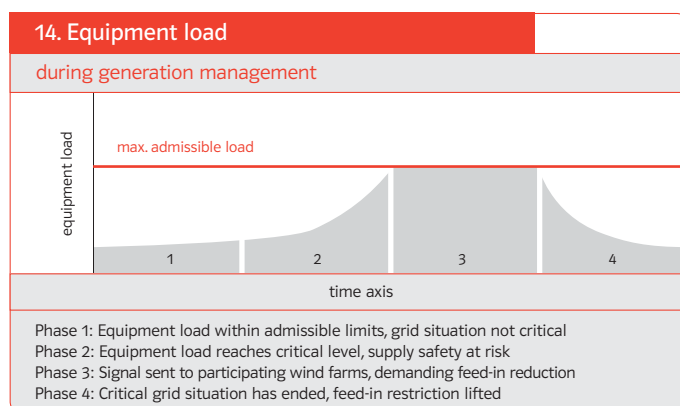 14. Equipment load
during generation management
equipment load
max. admissible load
1
2
3
4
time axis
Phase 1: Equipment load within admissible limits, grid situation not critical
Phase 2: Equipment load reaches critical level, supply safety at risk
Phase 3: Signal sent to participating wind farms, demanding feed-in reduction
Phase 4: Critical grid situation has ended, feed-in restriction lifted